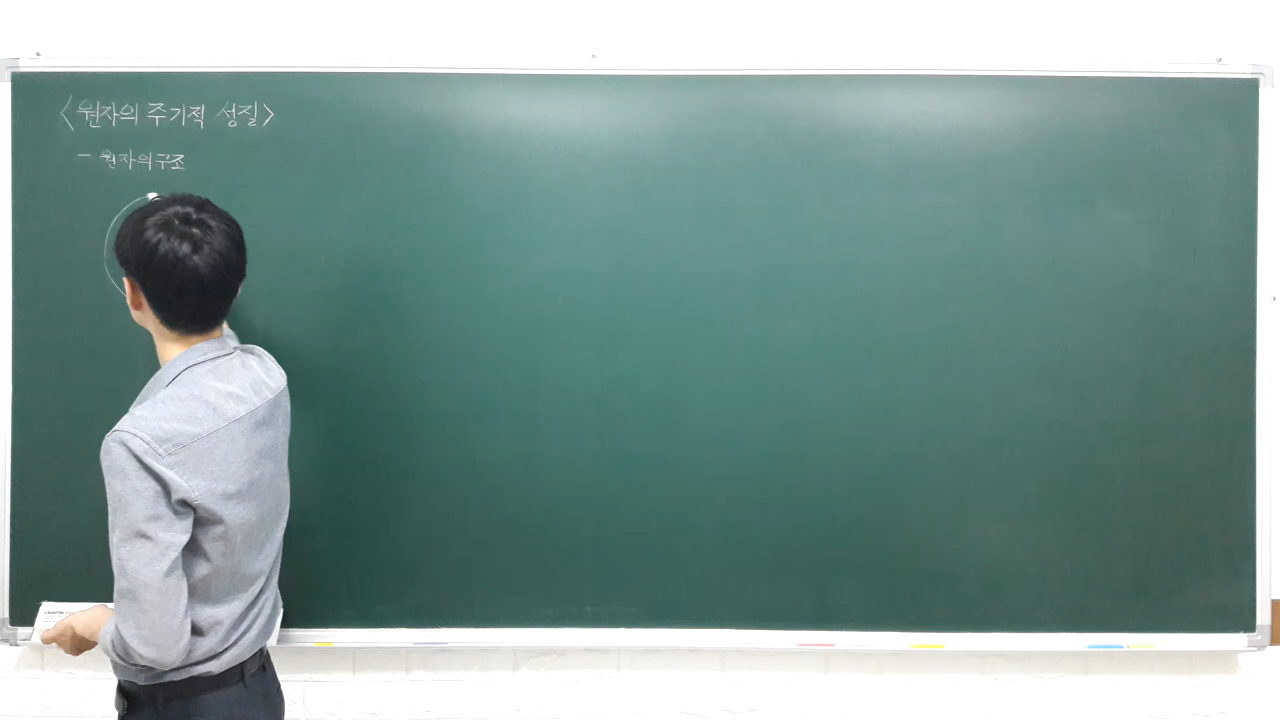 <원자의 주기적 성질>
- 원자의 구조